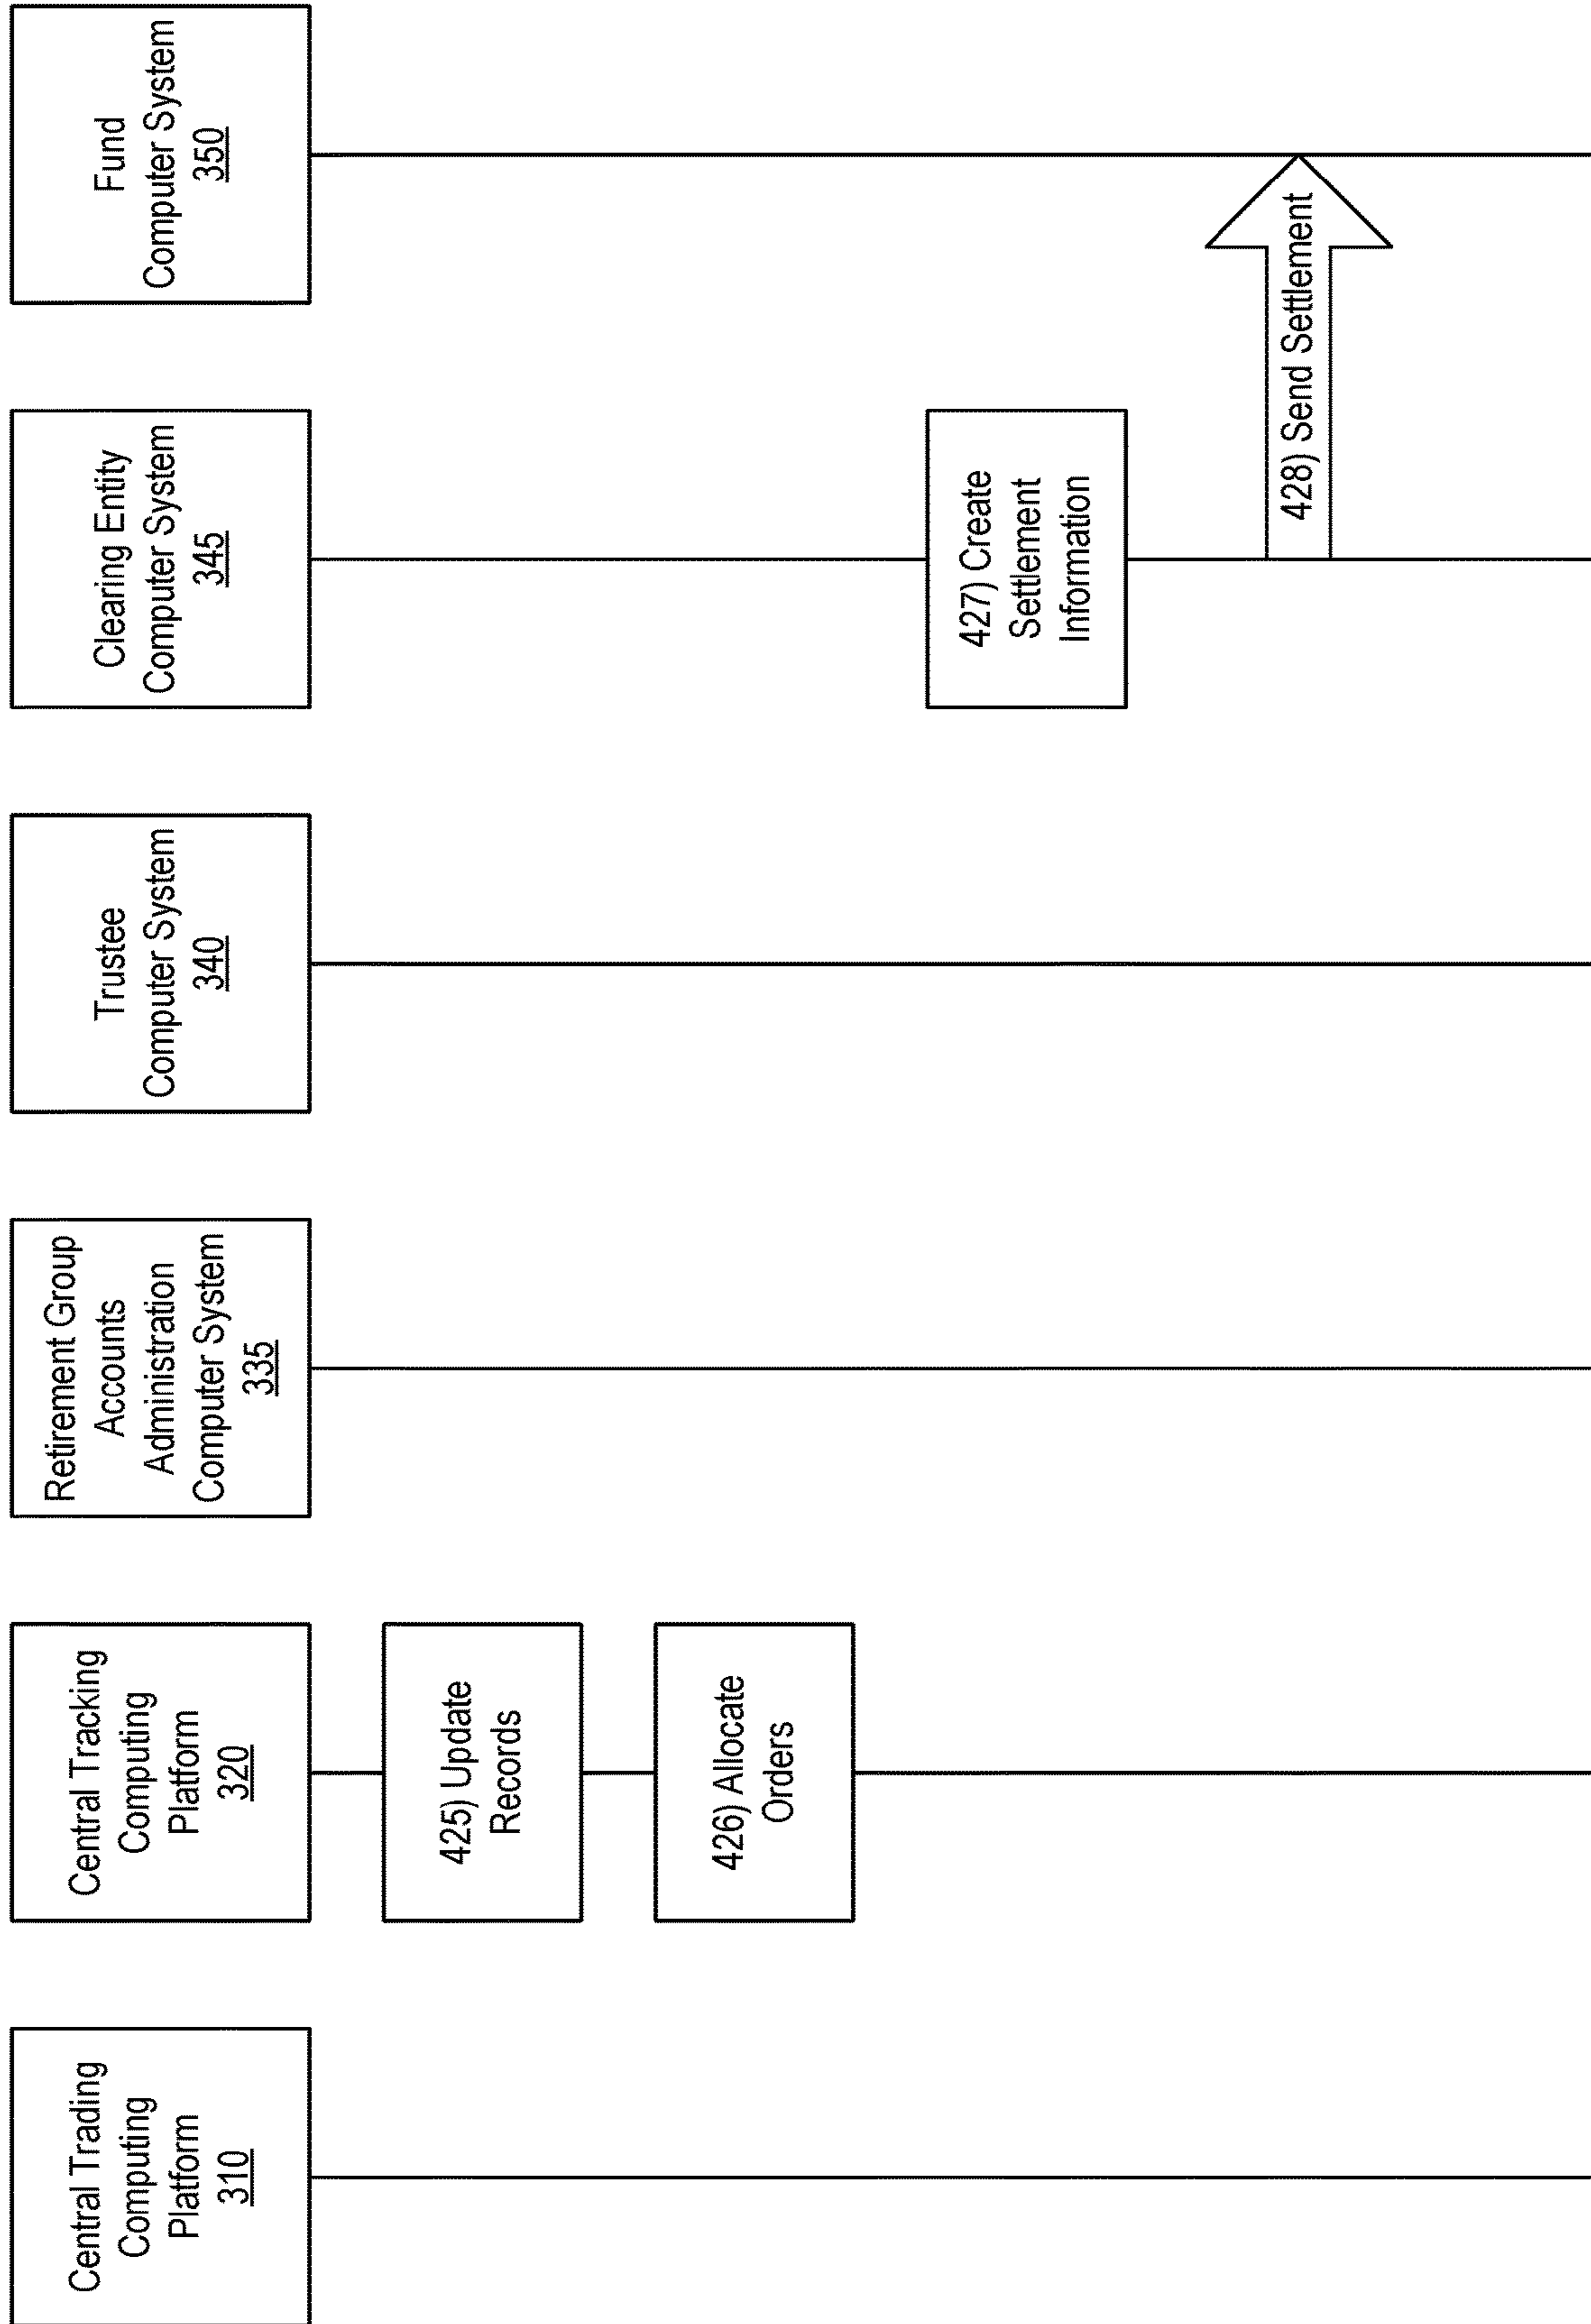 Central Trading
Computing
Platform
310
Central Tracking
Computing
Platform
320
Retirement Group
Accounts
Administration
Computer System
335
Trustee
Computer System
340
Clearing Entity
Computer System
345
Fund
Computer System
350
425) Update
Records
426) Allocate
Orders
427) Create
Settlement
Information
428) Send Settlement